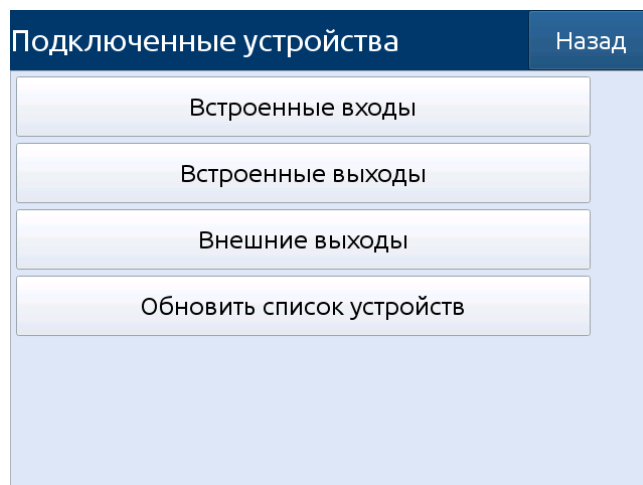 Подключенные устройства
Назад
Встроенные входы
Встроенные выходы
Внешние выходы
Обновить список устройств